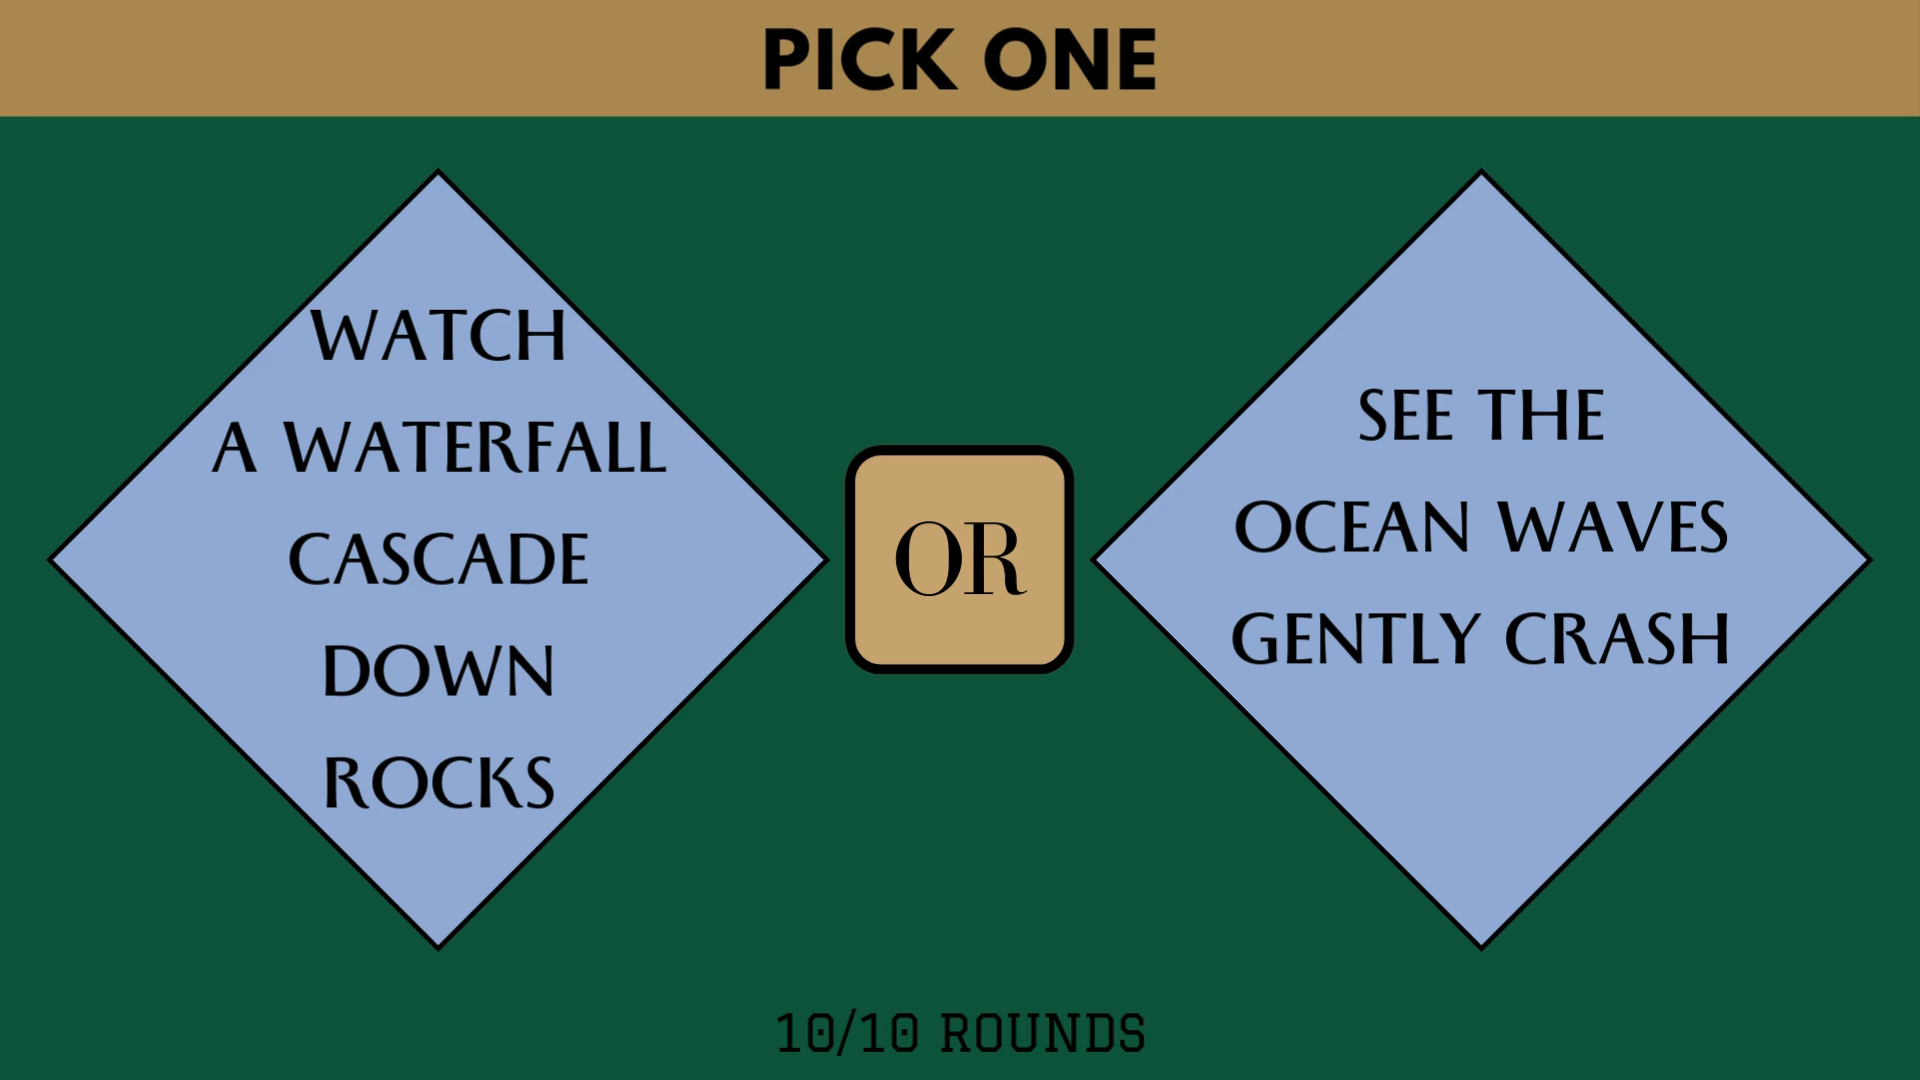 PICK ONE
WATCH
A WATERFALL
CASCADE
DOWN
ROCKS
OR
SEE THE
OCEAN WAVES
GENTLY CRASH
10/10 ROUNDS